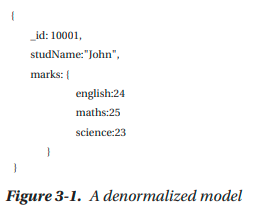 {
_id: 10001,
studName:"John",
marks: {
english:24
maths:25
science:23
}
}
Figure 3-1. A denormalized model